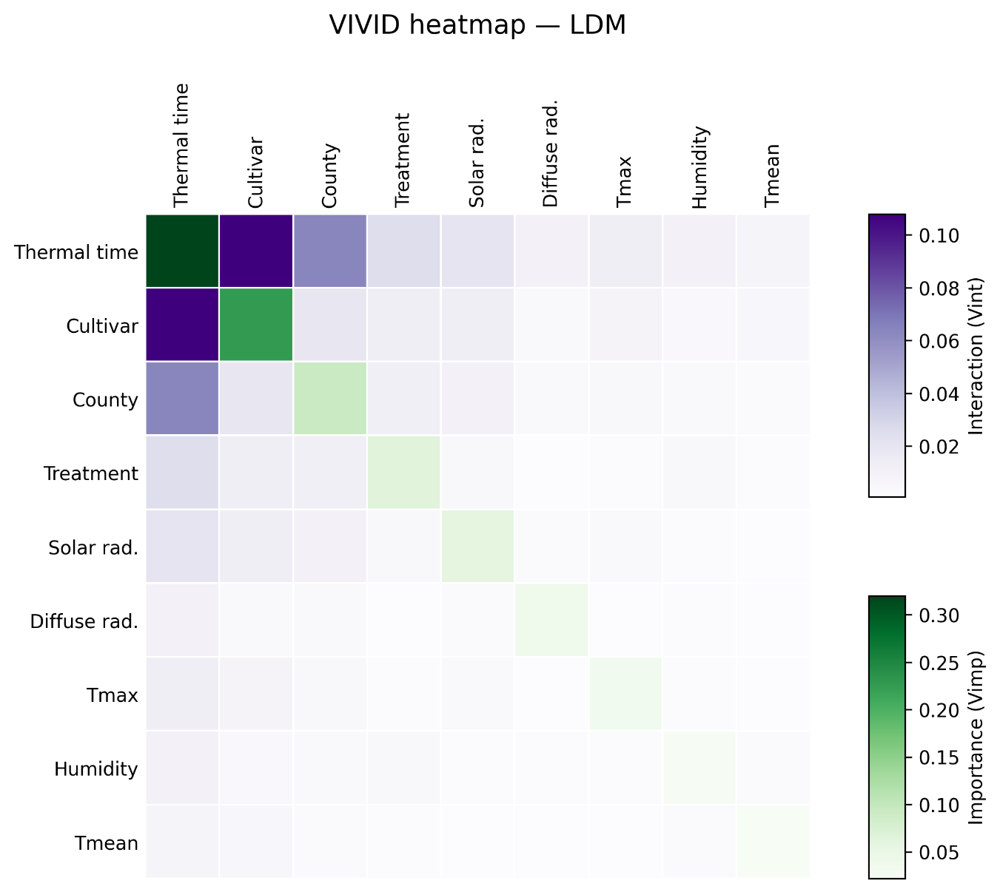 VIVID heatmap — LDM
Thermal time
Cultivar
County
Treatment
Solar rad.
Diffuse rad.
Tmax
Humidity
Tmean
Thermal time
Cultivar
County
Treatment
Solar rad.
Diffuse rad.
Tmax
Humidity
Tmean
0.10
0.08
0.06
0.04
0.02
Interaction (Vint)
0.30
0.25
0.20
0.15
0.10
0.05
Importance (Vimp)